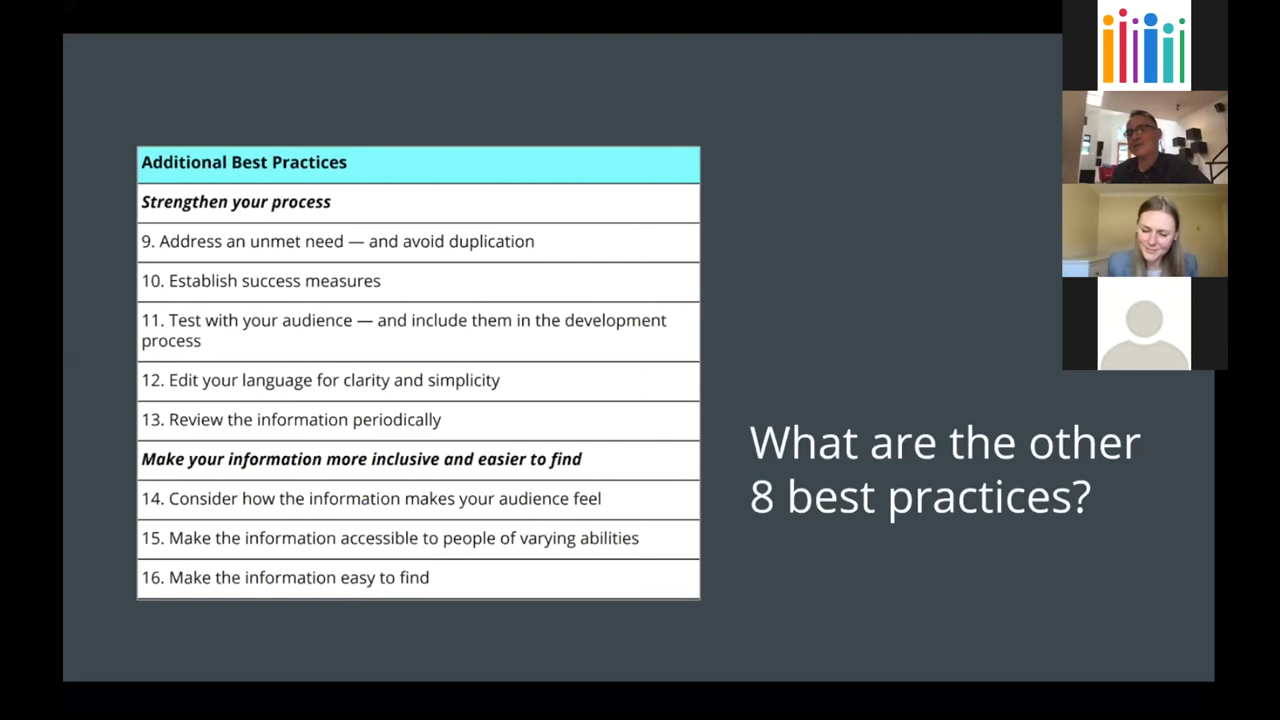 Additional Best Practices
Strengthen your process
9. Address an unmet need — and avoid duplication
10. Establish success measures
11. Test with your audience — and include them in the development
process
12. Edit your language for clarity and simplicity
13. Review the information periodically
Make your information more inclusive and easier to find
14. Consider how the information makes your audience feel
15. Make the information accessible to people of varying abilities
16. Make the information easy to find
What are the other
8 best practices?